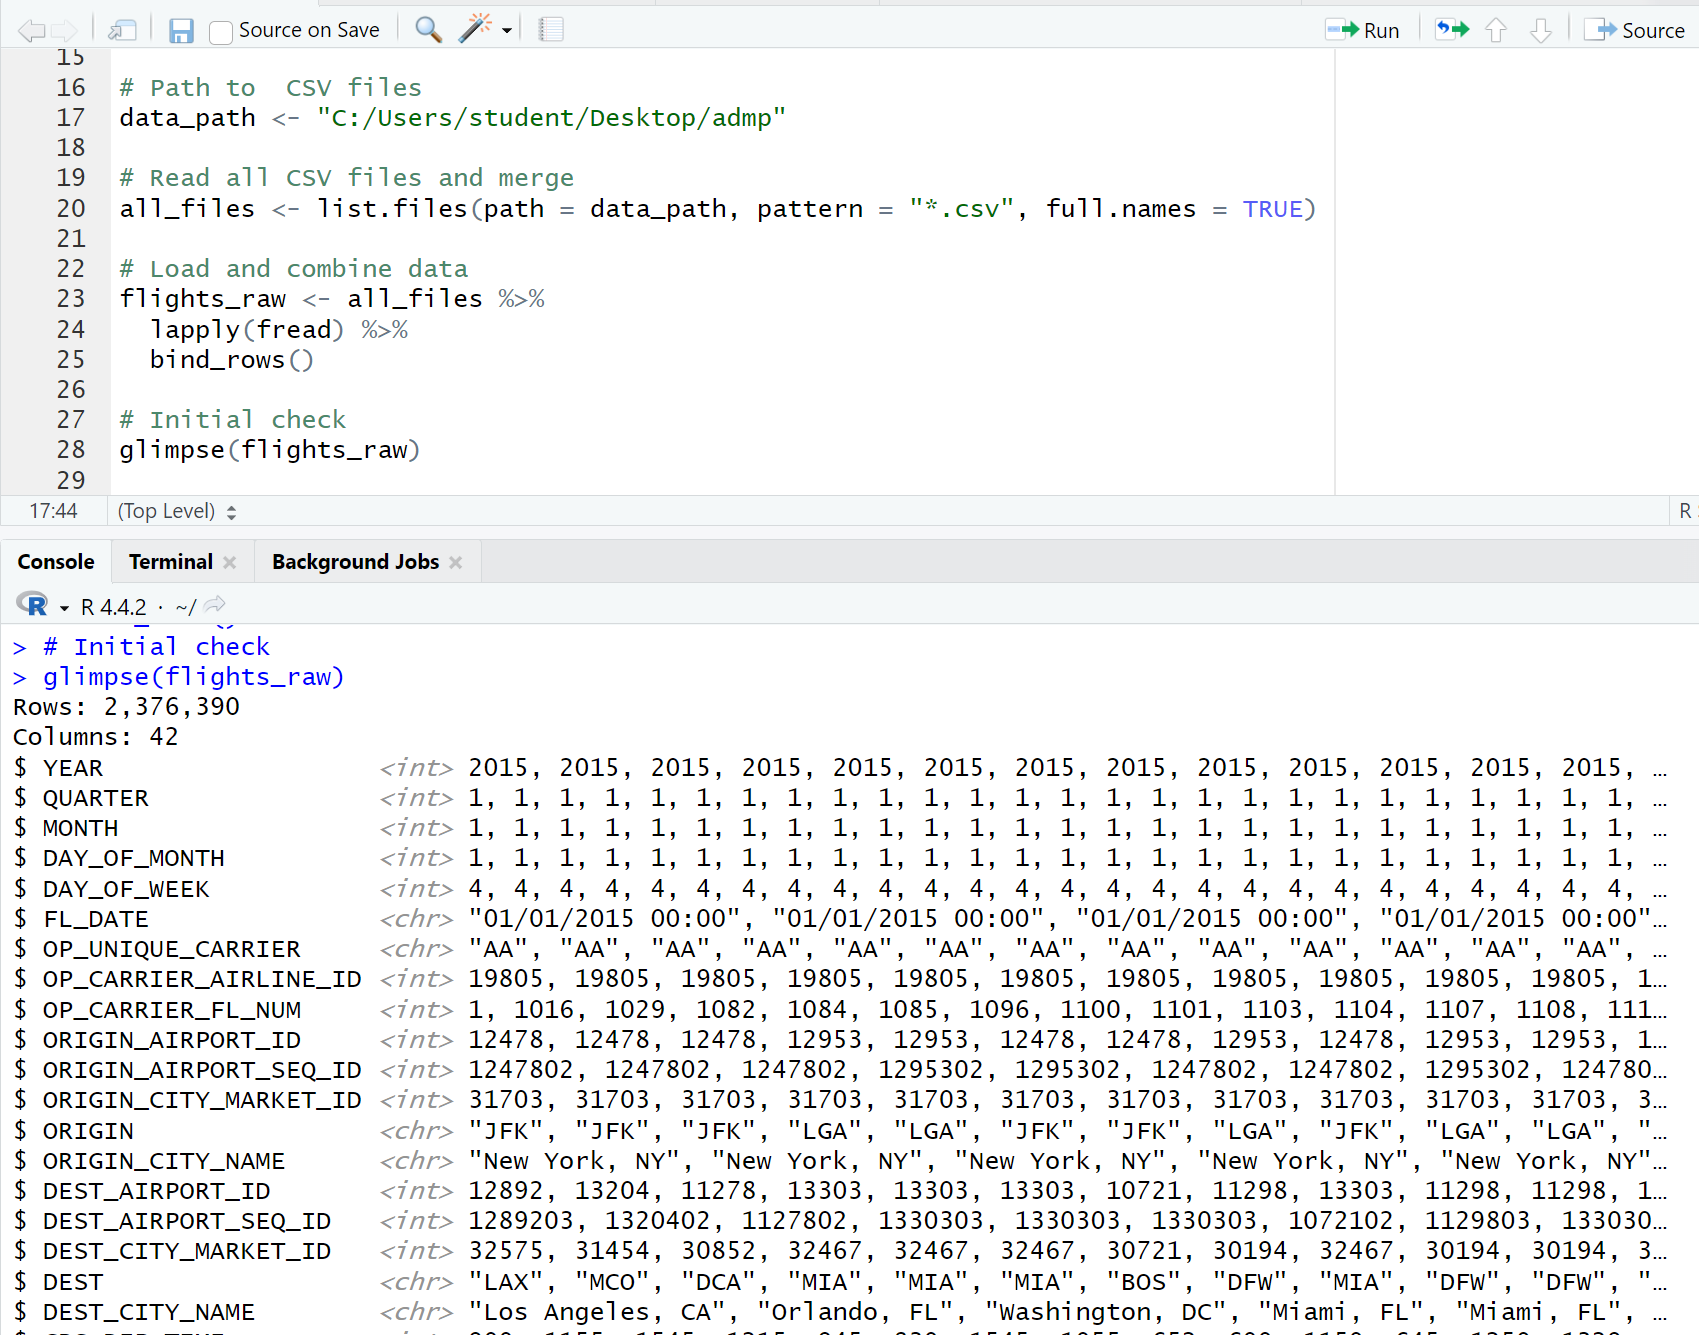 Source on Save
Run
Source
15
16 # Path to  CSV files
17 data_path <- "C:/Users/student/Desktop/admp"
18
19 # Read all CSV files and merge
20 all_files <- list.files(path = data_path, pattern = "*.csv", full.names = TRUE)
21
22 # Load and combine data
23 flights_raw <- all_files %>%
24   lapply(fread) %>%
25   bind_rows()
26
27 # Initial check
28 glimpse(flights_raw)
29
17:44 (Top Level) R
Console Terminal Background Jobs
R R 4.4.2 · ~/
> # Initial check
> glimpse(flights_raw)
Rows: 2,376,390
Columns: 42
$ YEAR <int> 2015, 2015, 2015, 2015, 2015, 2015, 2015, 2015, 2015, 2015, 2015, 2015, 2015, …
$ QUARTER <int> 1, 1, 1, 1, 1, 1, 1, 1, 1, 1, 1, 1, 1, 1, 1, 1, 1, 1, 1, 1, 1, 1, 1, 1, 1, 1, …
$ MONTH <int> 1, 1, 1, 1, 1, 1, 1, 1, 1, 1, 1, 1, 1, 1, 1, 1, 1, 1, 1, 1, 1, 1, 1, 1, 1, 1, …
$ DAY_OF_MONTH <int> 1, 1, 1, 1, 1, 1, 1, 1, 1, 1, 1, 1, 1, 1, 1, 1, 1, 1, 1, 1, 1, 1, 1, 1, 1, 1, …
$ DAY_OF_WEEK <int> 4, 4, 4, 4, 4, 4, 4, 4, 4, 4, 4, 4, 4, 4, 4, 4, 4, 4, 4, 4, 4, 4, 4, 4, 4, 4, …
$ FL_DATE <chr> "01/01/2015 00:00", "01/01/2015 00:00", "01/01/2015 00:00", "01/01/2015 00:00"…
$ OP_UNIQUE_CARRIER <chr> "AA", "AA", "AA", "AA", "AA", "AA", "AA", "AA", "AA", "AA", "AA", "AA", "AA", …
$ OP_CARRIER_AIRLINE_ID <int> 19805, 19805, 19805, 19805, 19805, 19805, 19805, 19805, 19805, 19805, 19805, 1…
$ OP_CARRIER_FL_NUM <int> 1, 1016, 1029, 1082, 1084, 1085, 1096, 1100, 1101, 1103, 1104, 1107, 1108, 111…
$ ORIGIN_AIRPORT_ID <int> 12478, 12478, 12478, 12953, 12953, 12478, 12478, 12953, 12478, 12953, 12953, 1…
$ ORIGIN_AIRPORT_SEQ_ID <int> 1247802, 1247802, 1247802, 1295302, 1295302, 1247802, 1247802, 1295302, 124780…
$ ORIGIN_CITY_MARKET_ID <int> 31703, 31703, 31703, 31703, 31703, 31703, 31703, 31703, 31703, 31703, 31703, 3…
$ ORIGIN <chr> "JFK", "JFK", "JFK", "LGA", "LGA", "JFK", "JFK", "LGA", "JFK", "LGA", "LGA", "…
$ ORIGIN_CITY_NAME <chr> "New York, NY", "New York, NY", "New York, NY", "New York, NY", "New York, NY"…
$ DEST_AIRPORT_ID <int> 12892, 13204, 11278, 13303, 13303, 13303, 10721, 11298, 13303, 11298, 11298, 1…
$ DEST_AIRPORT_SEQ_ID <int> 1289203, 1320402, 1127802, 1330303, 1330303, 1330303, 1072102, 1129803, 133030…
$ DEST_CITY_MARKET_ID <int> 32575, 31454, 30852, 32467, 32467, 32467, 30721, 30194, 32467, 30194, 30194, 3…
$ DEST <chr> "LAX", "MCO", "DCA", "MIA", "MIA", "MIA", "BOS", "DFW", "MIA", "DFW", "DFW", "…
$ DEST_CITY_NAME <chr> "Los Angeles, CA", "Orlando, FL", "Washington, DC", "Miami, FL", "Miami, FL", …